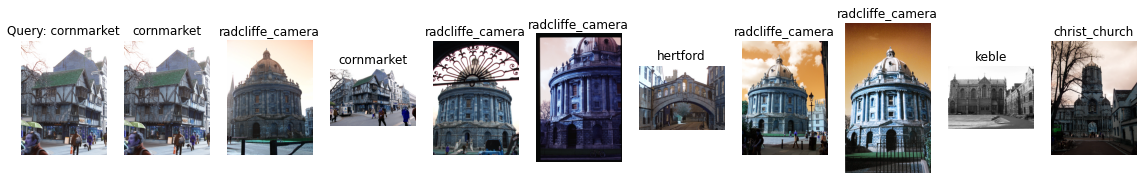 Query: cornmarket
cornmarket
radcliffe_camera
cornmarket
radcliffe_camera
radcliffe_camera
hertford
radcliffe_camera
radcliffe_camera
keble
christ_church